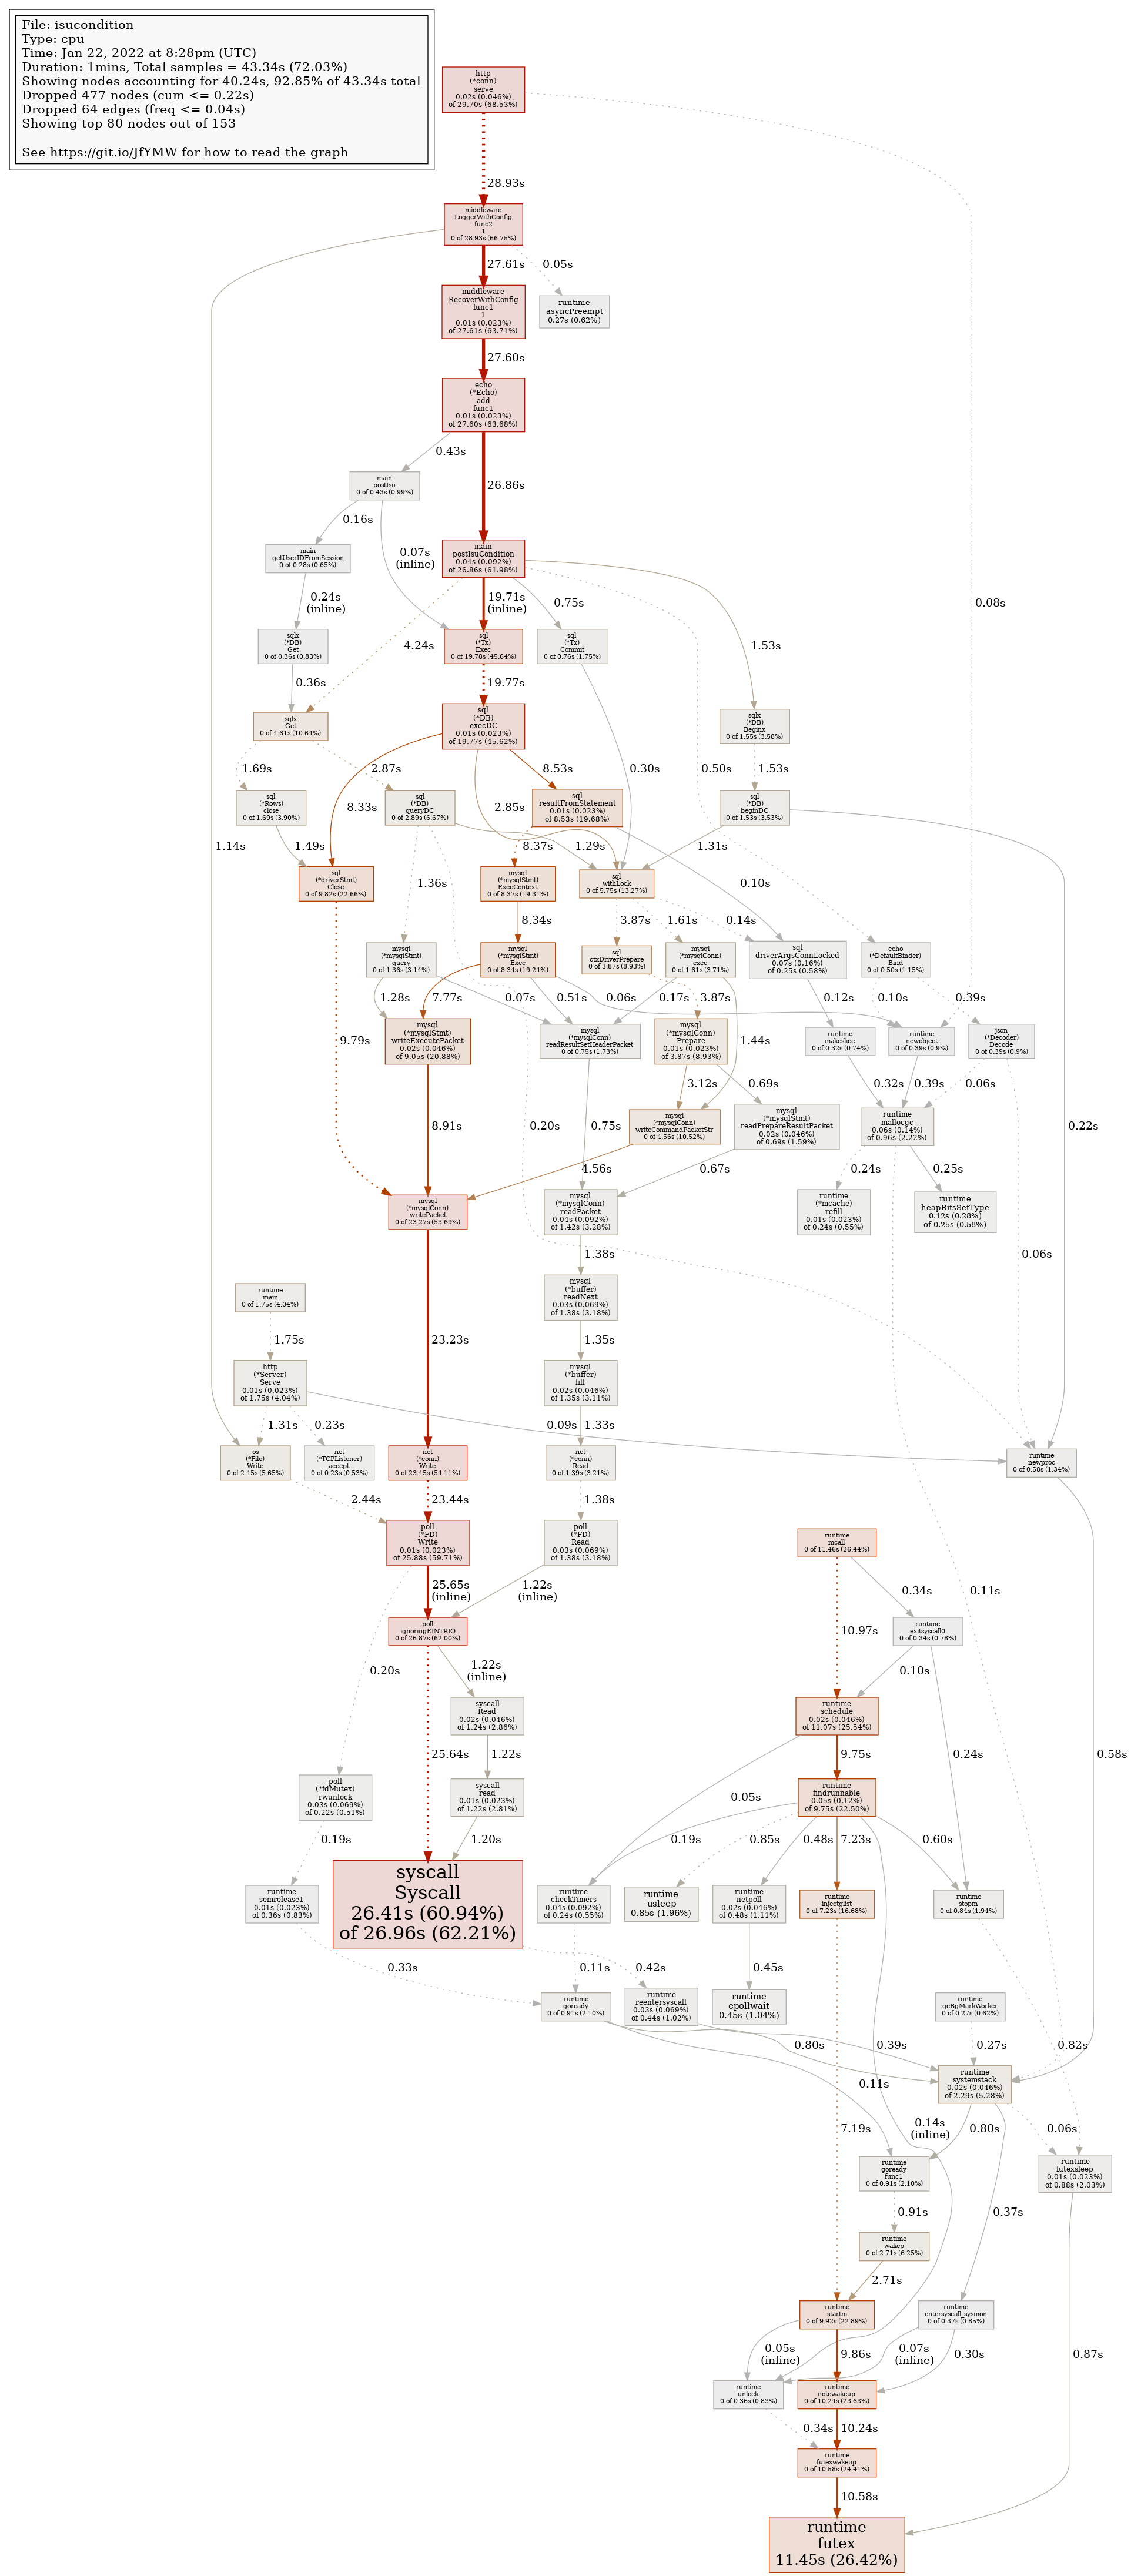 File: isucondition
Type: cpu
Time: Jan 22, 2022 at 8:28pm (UTC)
Duration: 1mins, Total samples = 43.34s (72.03%)
Showing nodes accounting for 40.24s, 92.85% of 43.34s total
Dropped 477 nodes (cum <= 0.22s)
Dropped 64 edges (freq <= 0.04s)
Showing top 80 nodes out of 153
See https://git.io/JfYMW for how to read the graph
http
(*conn)
serve
0.02s (0.046%)
of 29.70s (68.53%)
28.93s
middleware
LoggerWithConfig
func2
1
0 of 28.93s (66.75%)
27.61s
0.05s
middleware
RecoverWithConfig
func1
1
0.01s (0.023%)
of 27.61s (63.71%)
runtime
asyncPreempt
0.27s (0.62%)
27.60s
echo
(*Echo)
add
func1
0.01s (0.023%)
of 27.60s (63.68%)
0.43s
26.86s
main
postIsu
0 of 0.43s (0.99%)
0.16s
0.07s
(inline)
main
getUserIDFromSession
0 of 0.28s (0.65%)
main
postIsuCondition
0.04s (0.092%)
of 26.86s (61.98%)
0.24s
(inline)
19.71s
(inline)
0.75s
0.08s
sqlx
(*DB)
Get
0 of 0.36s (0.83%)
4.24s
sql
(*Tx)
Exec
0 of 19.78s (45.64%)
sql
(*Tx)
Commit
0 of 0.76s (1.75%)
1.53s
0.36s
19.77s
sqlx
Get
0 of 4.61s (10.64%)
sql
(*DB)
execDC
0.01s (0.023%)
of 19.77s (45.62%)
sqlx
(*DB)
Beginx
0 of 1.55s (3.58%)
1.69s
2.87s
8.53s
0.30s
0.50s
1.53s
sql
(*Rows)
close
0 of 1.69s (3.90%)
8.33s
sql
(*DB)
queryDC
0 of 2.89s (6.67%)
2.85s
sql
resultFromStatement
0.01s (0.023%)
of 8.53s (19.68%)
sql
(*DB)
beginDC
0 of 1.53s (3.53%)
1.14s
1.49s
8.37s
1.29s
1.31s
sql
(*driverStmt)
Close
0 of 9.82s (22.66%)
1.36s
mysql
(*mysqlStmt)
ExecContext
0 of 8.37s (19.31%)
sql
withLock
0 of 5.75s (13.27%)
0.10s
8.34s
3.87s
1.61s
0.14s
mysql
(*mysqlStmt)
query
0 of 1.36s (3.14%)
mysql
(*mysqlStmt)
Exec
0 of 8.34s (19.24%)
sql
ctxDriverPrepare
0 of 3.87s (8.93%)
mysql
(*mysqlConn)
exec
0 of 1.61s (3.71%)
sql
driverArgsConnLocked
0.07s (0.16%)
of 0.25s (0.58%)
echo
(*DefaultBinder)
Bind
0 of 0.50s (1.15%)
1.28s
7.77s
0.07s
0.51s
0.06s
0.17s
3.87s
0.12s
0.10s
0.39s
9.79s
mysql
(*mysqlStmt)
writeExecutePacket
0.02s (0.046%)
of 9.05s (20.88%)
mysql
(*mysqlConn)
readResultSetHeaderPacket
0 of 0.75s (1.73%)
mysql
(*mysqlConn)
Prepare
0.01s (0.023%)
of 3.87s (8.93%)
1.44s
runtime
makeslice
0 of 0.32s (0.74%)
runtime
newobject
0 of 0.39s (0.9%)
json
(*Decoder)
Decode
0 of 0.39s (0.9%)
3.12s
0.69s
0.32s
0.39s
0.06s
8.91s
0.20s
0.75s
mysql
(*mysqlConn)
writeCommandPacketStr
0 of 4.56s (10.52%)
mysql
(*mysqlStmt)
readPrepareResultPacket
0.02s (0.046%)
of 0.69s (1.59%)
runtime
mallocgc
0.06s (0.14%)
of 0.96s (2.22%)
0.22s
4.56s
0.67s
0.24s
0.25s
mysql
(*mysqlConn)
writePacket
0 of 23.27s (53.69%)
mysql
(*mysqlConn)
readPacket
0.04s (0.092%)
of 1.42s (3.28%)
runtime
(*mcache)
refill
0.01s (0.023%)
of 0.24s (0.55%)
runtime
heapBitsSetType
0.12s (0.28%)
of 0.25s (0.58%)
1.38s
0.06s
runtime
main
0 of 1.75s (4.04%)
mysql
(*buffer)
readNext
0.03s (0.069%)
of 1.38s (3.18%)
1.75s
23.23s
1.35s
http
(*Server)
Serve
0.01s (0.023%)
of 1.75s (4.04%)
mysql
(*buffer)
fill
0.02s (0.046%)
of 1.35s (3.11%)
1.31s
0.23s
0.09s
1.33s
os
(*File)
Write
0 of 2.45s (5.65%)
net
(*TCPListener)
accept
0 of 0.23s (0.53%)
net
(*conn)
Write
0 of 23.45s (54.11%)
net
(*conn)
Read
0 of 1.39s (3.21%)
runtime
newproc
0 of 0.58s (1.34%)
2.44s
23.44s
1.38s
poll
(*FD)
Write
0.01s (0.023%)
of 25.88s (59.71%)
poll
(*FD)
Read
0.03s (0.069%)
of 1.38s (3.18%)
runtime
mcall
0 of 11.46s (26.44%)
25.65s
(inline)
1.22s
(inline)
0.34s
0.11s
poll
ignoringEINTRIO
0 of 26.87s (62.00%)
10.97s
runtime
exitsyscall0
0 of 0.34s (0.78%)
0.20s
1.22s
(inline)
0.10s
syscall
Read
0.02s (0.046%)
of 1.24s (2.86%)
runtime
schedule
0.02s (0.046%)
of 11.07s (25.54%)
25.64s
1.22s
9.75s
0.24s
0.58s
poll
(*fdMutex)
rwunlock
0.03s (0.069%)
of 0.22s (0.51%)
syscall
read
0.01s (0.023%)
of 1.22s (2.81%)
0.05s
runtime
findrunnable
0.05s (0.12%)
of 9.75s (22.50%)
0.19s
1.20s
0.19s
0.85s
0.48s
7.23s
0.60s
runtime
semrelease1
0.01s (0.023%)
of 0.36s (0.83%)
syscall
Syscall
26.41s (60.94%)
of 26.96s (62.21%)
runtime
checkTimers
0.04s (0.092%)
of 0.24s (0.55%)
runtime
usleep
0.85s (1.96%)
runtime
netpoll
0.02s (0.046%)
of 0.48s (1.11%)
runtime
injectglist
0 of 7.23s (16.68%)
runtime
stopm
0 of 0.84s (1.94%)
0.33s
0.11s
0.42s
0.45s
runtime
goready
0 of 0.91s (2.10%)
runtime
reentersyscall
0.03s (0.069%)
of 0.44s (1.02%)
runtime
epollwait
0.45s (1.04%)
runtime
gcBgMarkWorker
0 of 0.27s (0.62%)
0.80s
0.39s
0.27s
0.82s
0.11s
runtime
systemstack
0.02s (0.046%)
of 2.29s (5.28%)
7.19s
0.14s
(inline)
0.80s
0.06s
runtime
goready
func1
0 of 0.91s (2.10%)
runtime
futexsleep
0.01s (0.023%)
of 0.88s (2.03%)
0.91s
0.37s
runtime
wakep
0 of 2.71s (6.25%)
2.71s
runtime
startm
0 of 9.92s (22.89%)
runtime
entersyscall_sysmon
0 of 0.37s (0.85%)
0.05s
(inline)
9.86s
0.07s
(inline)
0.30s
0.87s
runtime
unlock
0 of 0.36s (0.83%)
runtime
notewakeup
0 of 10.24s (23.63%)
0.34s
10.24s
runtime
futexwakeup
0 of 10.58s (24.41%)
10.58s
runtime
futex
11.45s (26.42%)